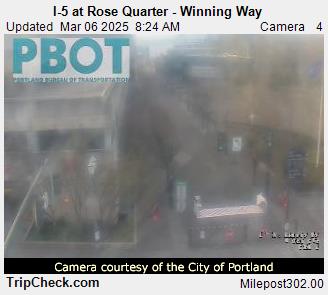 I-5 at Rose Quarter - Winning Way
Updated Mar 06 2025 8:24 AM Camera 4
PBOT
PORTLAND BUREAU OF TRANSPORTATION
Camera courtesy of the City of Portland
TripCheck.com Milepost302.00